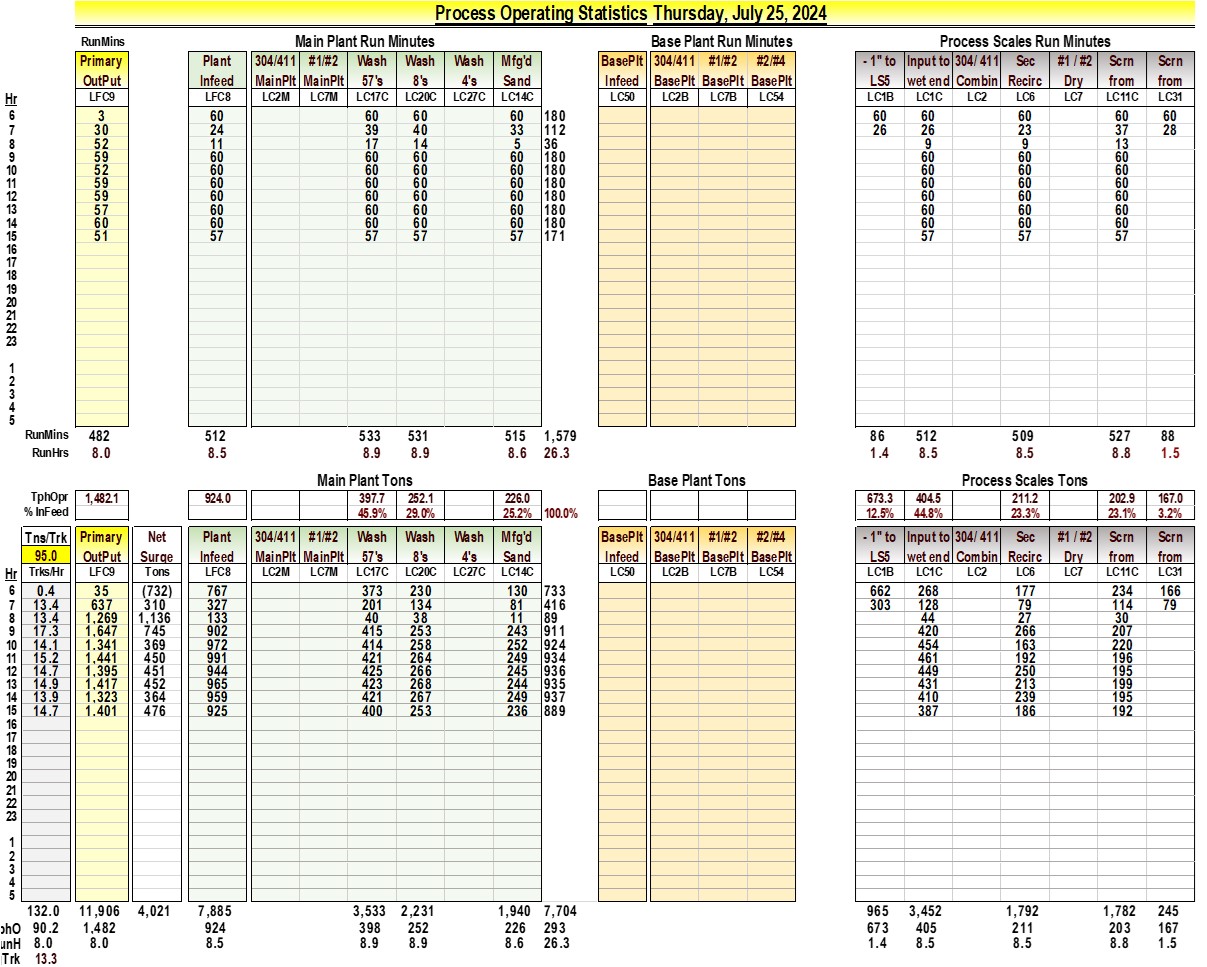 Process Operating Statistics Thursday, July 25, 2024
RunMins Main Plant Run Minutes Base Plant Run Minutes Process Scales Run Minutes
Primary Plant 304/411 #1/#2 Wash Wash Wash Mfg'd BasePlt 304/411 #1/#2 #2/#4 - 1" to Input to 304/ 411 Sec #1 / #2 Scrn Scrn
OutPut Infeed MainPlt MainPlt 57's 8's 4's Sand Infeed BasePlt BasePlt BasePlt LS5 wet end Combin Recirc Dry from from
Hr LFC9 LFC8 LC2M LC7M LC17C LC20C LC27C LC14C LC50 LC2B LC7B LC54 LC1B LC1C LC2 LC6 LC7 LC11C LC31
6 3 60 60 60 60 180 60 60 60 60 60
7 30 24 39 40 33 112 26 26 23 37 28
8 52 11 17 14 5 36 9 9 13
9 59 60 60 60 60 180 60 60 60
10 52 60 60 60 60 180 60 60 60
11 59 60 60 60 60 180 60 60 60
12 59 60 60 60 60 180 60 60 60
13 57 60 60 60 60 180 60 60 60
14 60 60 60 60 60 180 60 60 60
15 51 57 57 57 57 171 57 57 57
16
17
18
19
20
21
22
23
1
2
3
4
5
RunMins 482 512 533 531 515 1,579 86 512 509 527 88
RunHrs 8.0 8.5 8.9 8.9 8.6 26.3 1.4 8.5 8.5 8.8 1.5
Main Plant Tons Base Plant Tons Process Scales Tons
TphOpr 1,482.1 924.0 397.7 252.1 226.0 673.3 404.5 211.2 202.9 167.0
% InFeed 45.9% 29.0% 25.2% 100.0% 12.5% 44.8% 23.3% 23.1% 3.2%
Tns/Trk Primary Net Plant 304/411 #1/#2 Wash Wash Wash Mfg'd BasePlt 304/411 #1/#2 #2/#4 - 1" to Input to 304/ 411 Sec #1 / #2 Scrn Scrn
95.0 OutPut Surge Infeed MainPlt MainPlt 57's 8's 4's Sand Infeed BasePlt BasePlt BasePlt LS5 wet end Combin Recirc Dry from from
Hr Trks/Hr LFC9 Tons LFC8 LC2M LC7M LC17C LC20C LC27C LC14C LC50 LC2B LC7B LC54 LC1B LC1C LC2 LC6 LC7 LC11C LC31
6 0.4 35 (732) 767 373 230 130 733 662 268 177 234 166
7 13.4 637 310 327 201 134 81 416 303 128 79 114 79
8 13.4 1,269 1,136 133 40 38 11 89 44 27 30
9 17.3 1,647 745 902 415 253 243 911 420 266 207
10 14.1 1,341 369 972 414 258 252 924 454 163 220
11 15.2 1,441 450 991 421 264 249 934 461 192 196
12 14.7 1,395 451 944 425 266 245 936 449 250 195
13 14.9 1,417 452 965 423 268 244 935 431 213 199
14 13.9 1,323 364 959 421 267 249 937 410 239 195
15 14.7 1,401 476 925 400 253 236 889 387 186 192
16
17
18
19
20
21
22
23
1
2
3
4
5
132.0 11,906 4,021 7,885 3,533 2,231 1,940 7,704 965 3,452 1,792 1,782 245
phO 90.2 1,482 924 398 252 226 293 673 405 211 203 167
unH 8.0 8.0 8.5 8.9 8.9 8.6 26.3 1.4 8.5 8.5 8.8 1.5
Trk 13.3